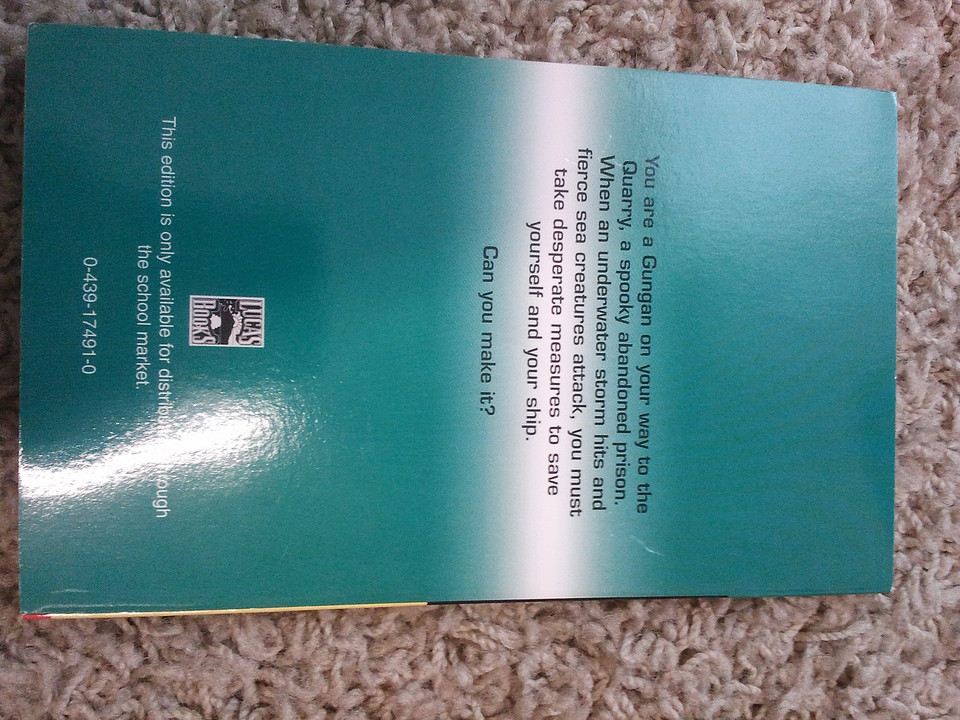 You are a Gungan on your way to the
Quarry, a spooky abandoned prison.
When an underwater storm hits and
fierce sea creatures attack, you must
take desperate measures to save
yourself and your ship.
Can you make it?
LUCAS
BOOKS
This edition is only available for
the school market.
0-439-17491-0